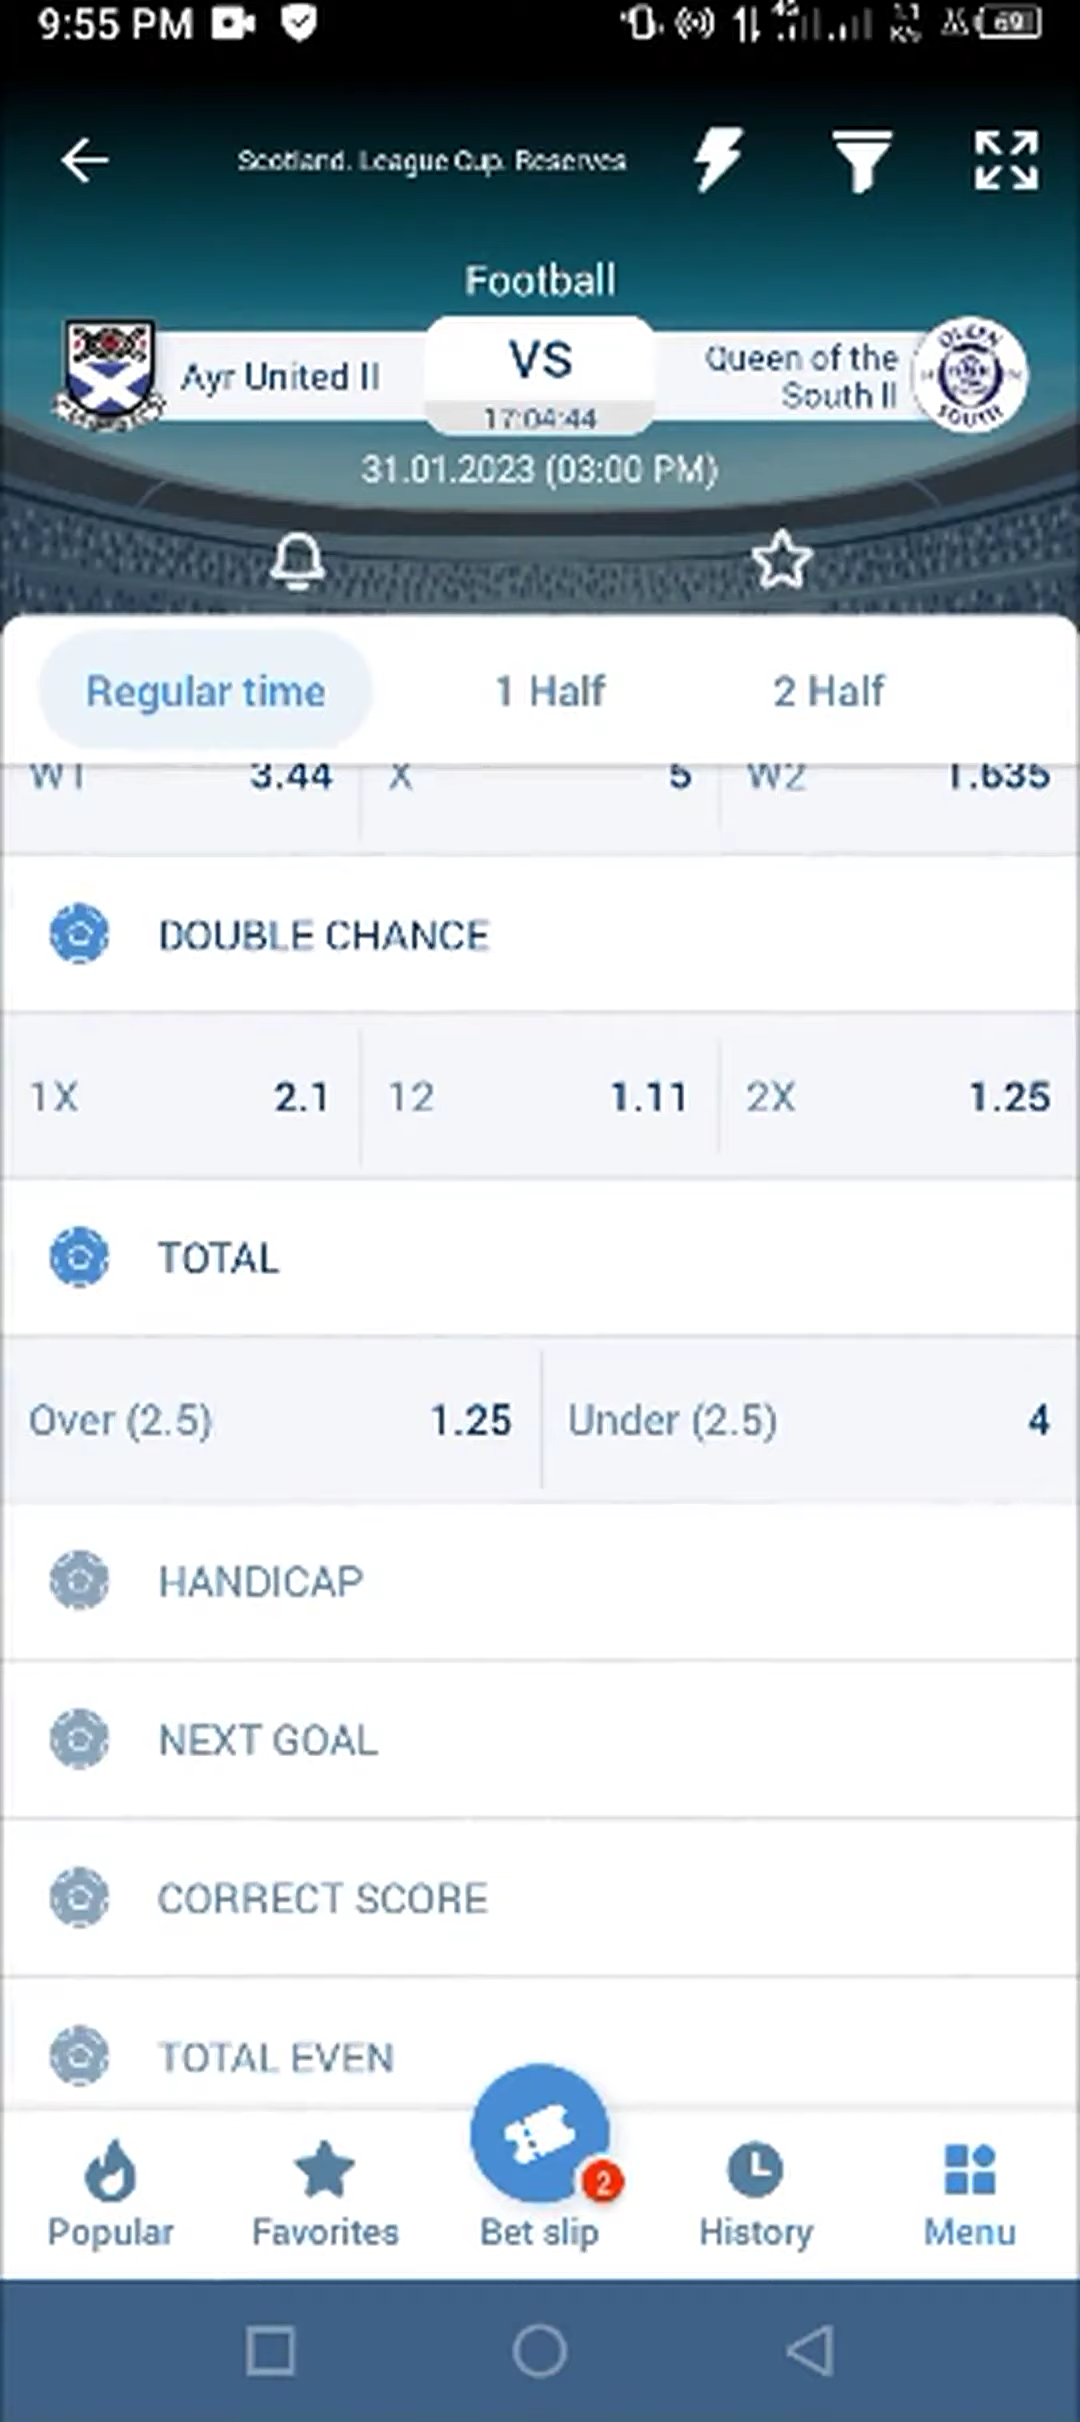 9:55 PM 4G 69
Scotland. League Cup. Reserves
Football
Ayr United II
VS
Queen of the
South II
17:04:44
31.01.2023 (03:00 PM)
SOUTH
Regular time 1 Half 2 Half
W1 3.44 X 5 W2 1.635
DOUBLE CHANCE
1X 2.1 12 1.11 2X 1.25
TOTAL
Over (2.5) 1.25 Under (2.5) 4
HANDICAP
NEXT GOAL
CORRECT SCORE
TOTAL EVEN
2
Popular Favorites Bet slip History Menu